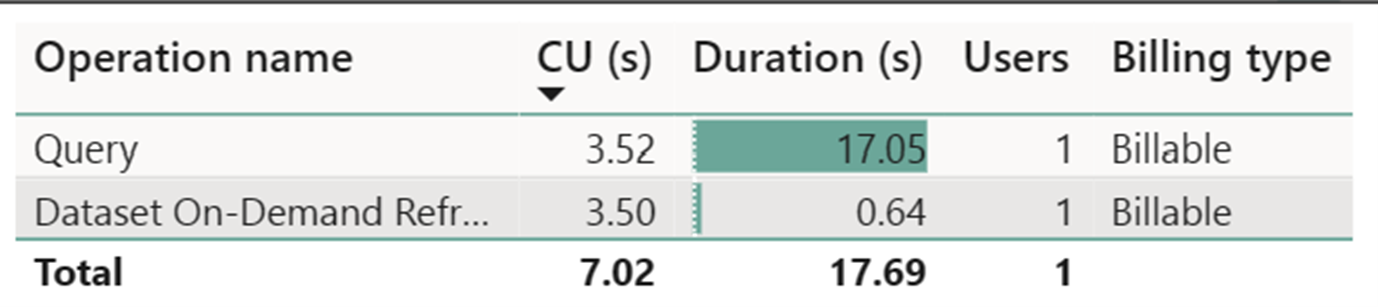 Operation name CU (s) Duration (s) Users Billing type
Query 3.52 17.05 1 Billable
Dataset On-Demand Refr... 3.50 0.64 1 Billable
Total 7.02 17.69 1